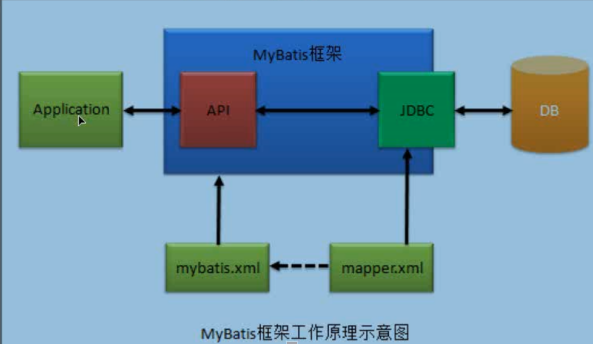 MyBatis框架
Application
API
JDBC
DB
mybatis.xml
mapper.xml
MyBatis框架工作原理示意图